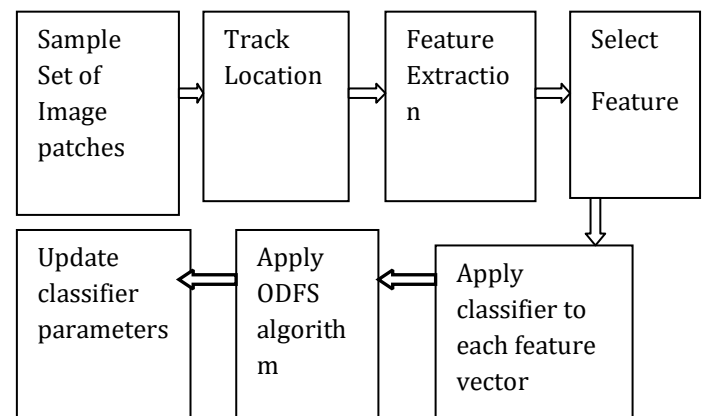 Sample
Set of
Image
patches
Track
Location
Feature
Extractio
n
Select
Feature
Update
classifier
parameters
Apply
ODFS
algorith
m
Apply
classifier to
each feature
vector